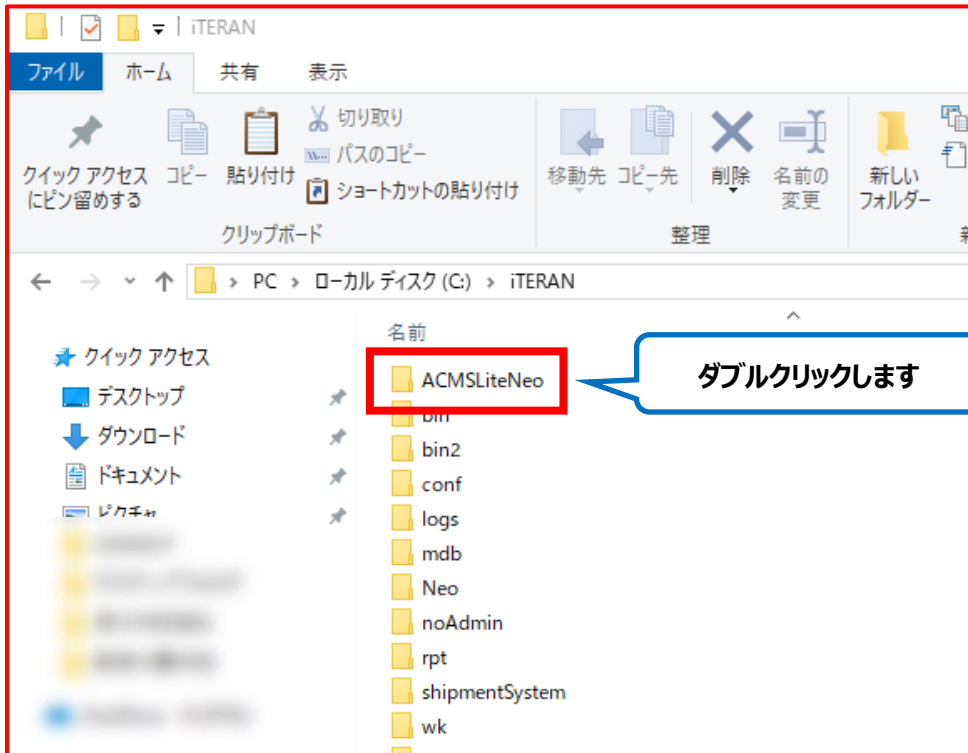 iTERAN
ファイル ホーム 共有 表示
クイック アクセス
にピン留めする
コピー
貼り付け
切り取り
パスのコピー
ショートカットの貼り付け
移動先
コピー先
削除
名前の
変更
新しい
フォルダー
クリップボード
整理
PC > ローカル ディスク (C:) > iTERAN
名前
クイック アクセス
デスクトップ
ダウンロード
ドキュメント
ピクチャ
ACMSLiteNeo
bin
bin2
conf
logs
mdb
Neo
noAdmin
rpt
shipmentSystem
wk
ダブルクリックします